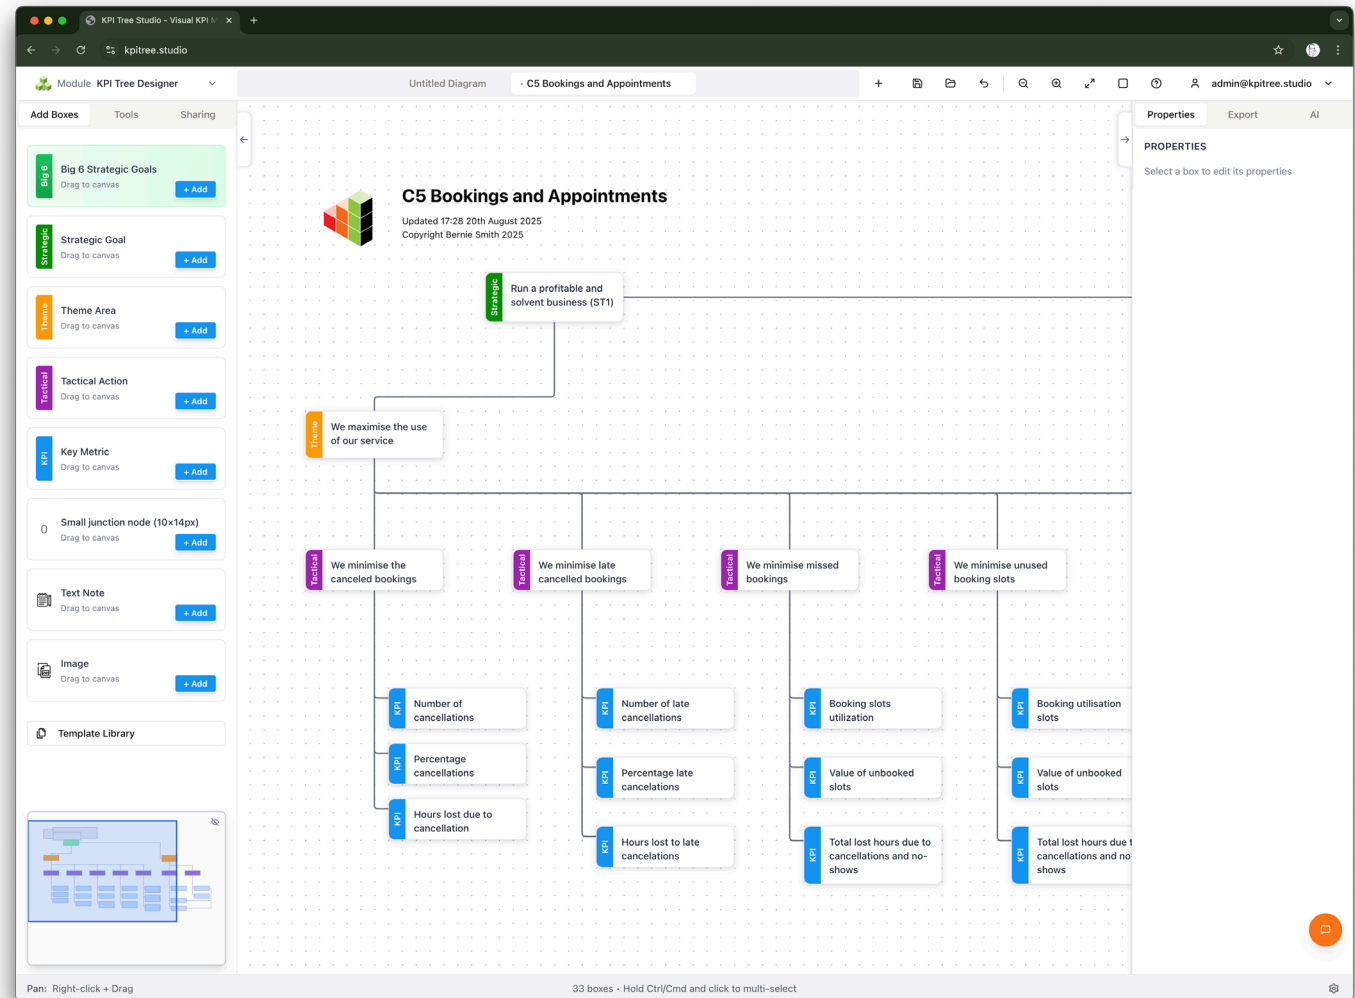 KPI Tree Studio - Visual KPI M
kpitree.studio
Module KPI Tree Designer
Untitled Diagram
• C5 Bookings and Appointments
admin@kpitree.studio
Add Boxes
Tools
Sharing
Big 6
Big 6 Strategic Goals
Drag to canvas
+ Add
Strategic
Strategic Goal
Drag to canvas
+ Add
Theme
Theme Area
Drag to canvas
+ Add
Tactical
Tactical Action
Drag to canvas
+ Add
KPI
Key Metric
Drag to canvas
+ Add
Small junction node (10×14px)
Drag to canvas
+ Add
Text Note
Drag to canvas
+ Add
Image
Drag to canvas
+ Add
Template Library
C5 Bookings and Appointments
Updated 17:28 20th August 2025
Copyright Bernie Smith 2025
Strategic
Run a profitable and
solvent business (ST1)
Theme
We maximise the use
of our service
Tactical
We minimise the
canceled bookings
Tactical
We minimise late
cancelled bookings
Tactical
We minimise missed
bookings
Tactical
We minimise unused
booking slots
KPI
Number of
cancellations
KPI
Percentage
cancellations
KPI
Hours lost due to
cancellation
KPI
Number of late
cancellations
KPI
Percentage late
cancelations
KPI
Hours lost to late
cancelations
KPI
Booking slots
utilization
KPI
Value of unbooked
slots
KPI
Total lost hours due to
cancellations and no-
shows
KPI
Booking utilisation
slots
KPI
Value of unbooked
slots
KPI
Total lost hours due t
cancellations and no
shows
Properties
Export
AI
PROPERTIES
Select a box to edit its properties
Pan: Right-click + Drag
33 boxes • Hold Ctrl/Cmd and click to multi-select